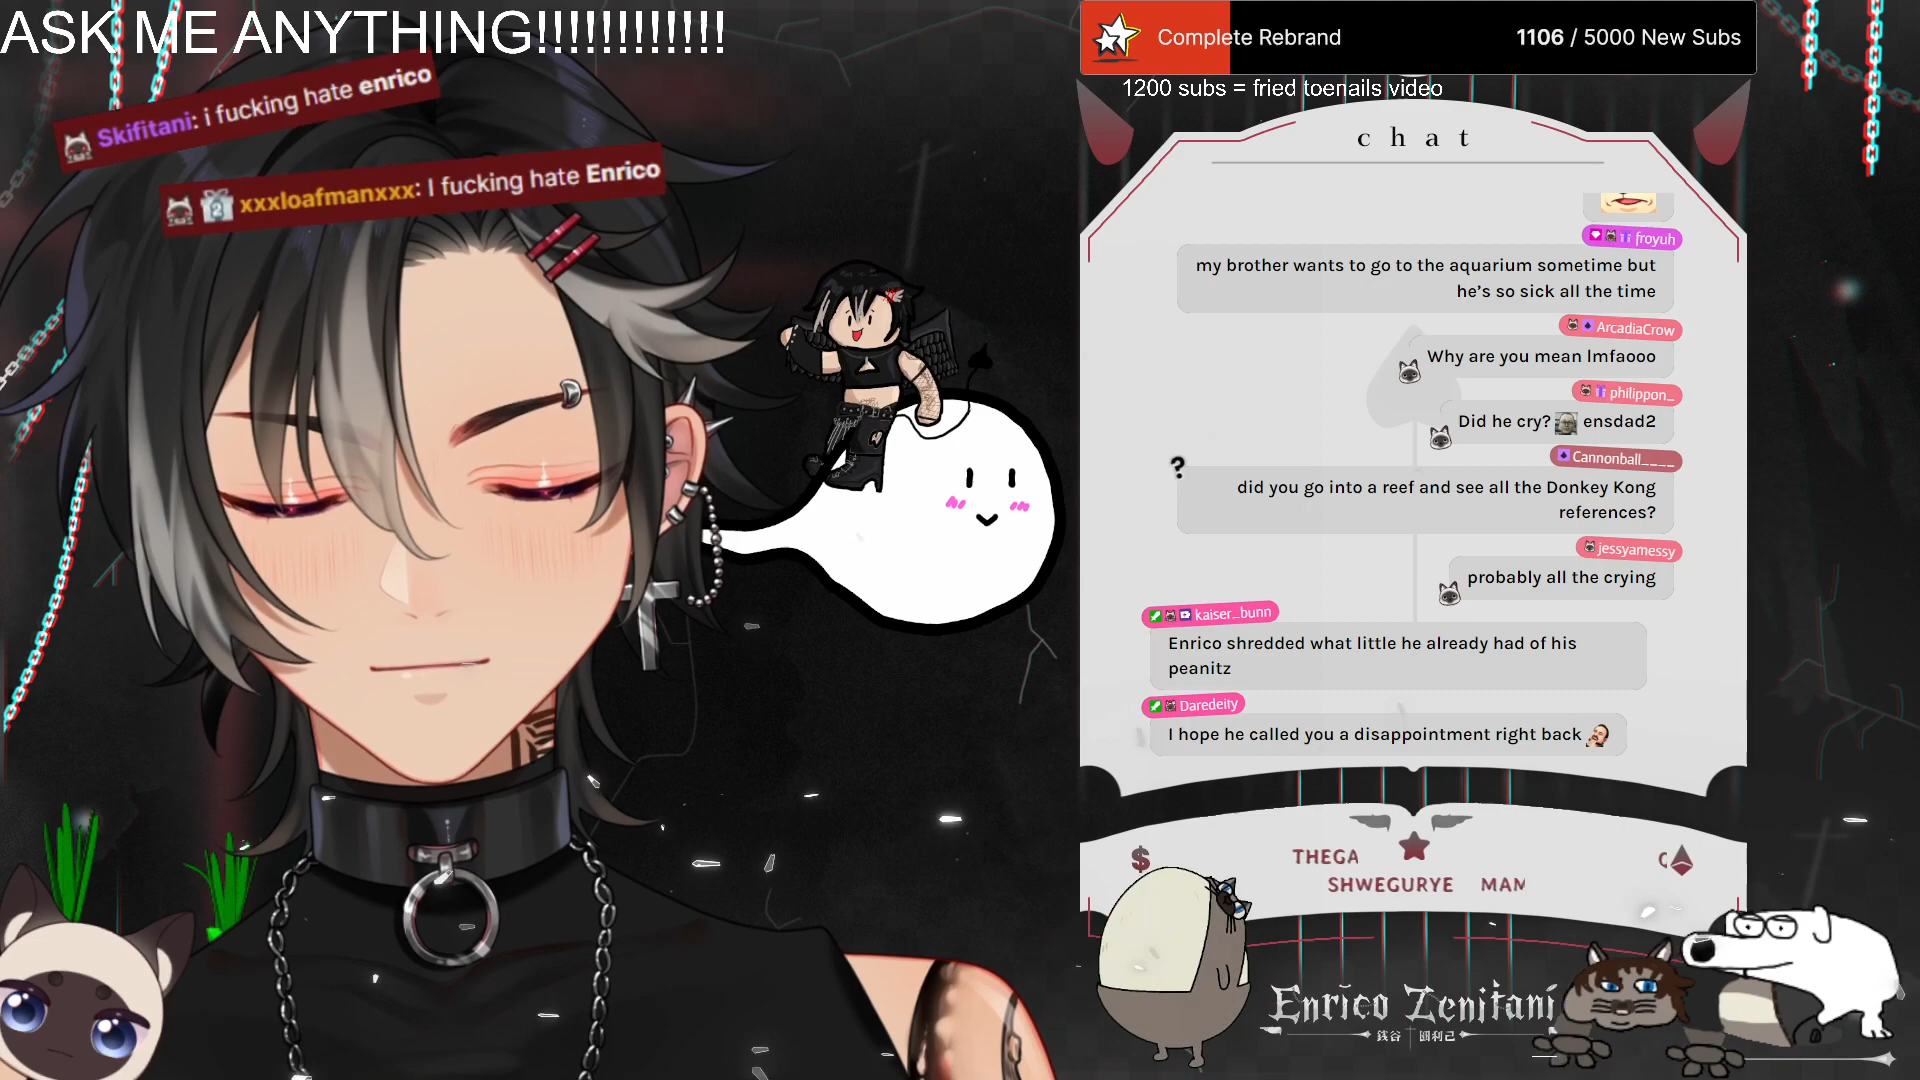 ASK ME ANYTHING!!!!!!!!!!!!
Skifitani: i fucking hate enrico
2 xxxloafmanxxx: I fucking hate Enrico
Complete Rebrand
1106 / 5000 New Subs
1200 subs = fried toenails video
chat
froyuh
my brother wants to go to the aquarium sometime but
he's so sick all the time
ArcadiaCrow
Why are you mean lmfaooo
philippon_
Did he cry? ensdad2
Cannonball____
?
did you go into a reef and see all the Donkey Kong
references?
jessyamessy
probably all the crying
kaiser_bunn
Enrico shredded what little he already had of his
peanitz
Daredeity
I hope he called you a disappointment right back
$
THEGA
SHWEGURYE MAM
Enrico Zenitani